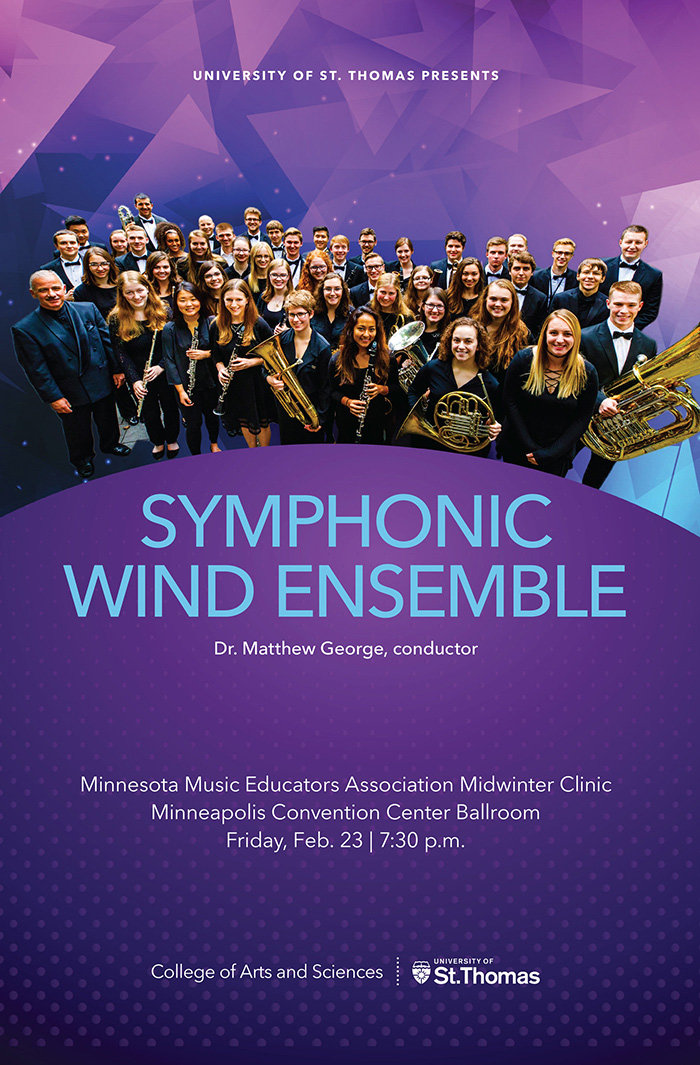 UNIVERSITY OF ST. THOMAS PRESENTS
SYMPHONIC
WIND ENSEMBLE
Dr. Matthew George, conductor
Minnesota Music Educators Association Midwinter Clinic
Minneapolis Convention Center Ballroom
Friday, Feb. 23 | 7:30 p.m.
College of Arts and Sciences
UNIVERSITY OF
St.Thomas